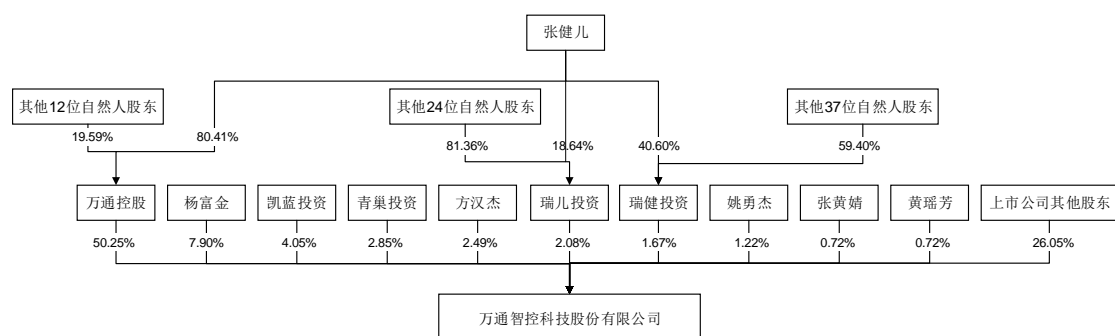 张健儿
其他12位自然人股东
其他24位自然人股东
其他37位自然人股东
19.59%
80.41%
81.36%
18.64%
40.60%
59.40%
万通控股
杨富金
凯蓝投资
青巢投资
方汉杰
瑞儿投资
瑞健投资
姚勇杰
张黄婧
黄瑶芳
上市公司其他股东
50.25%
7.90%
4.05%
2.85%
2.49%
2.08%
1.67%
1.22%
0.72%
0.72%
26.05%
万通智控科技股份有限公司